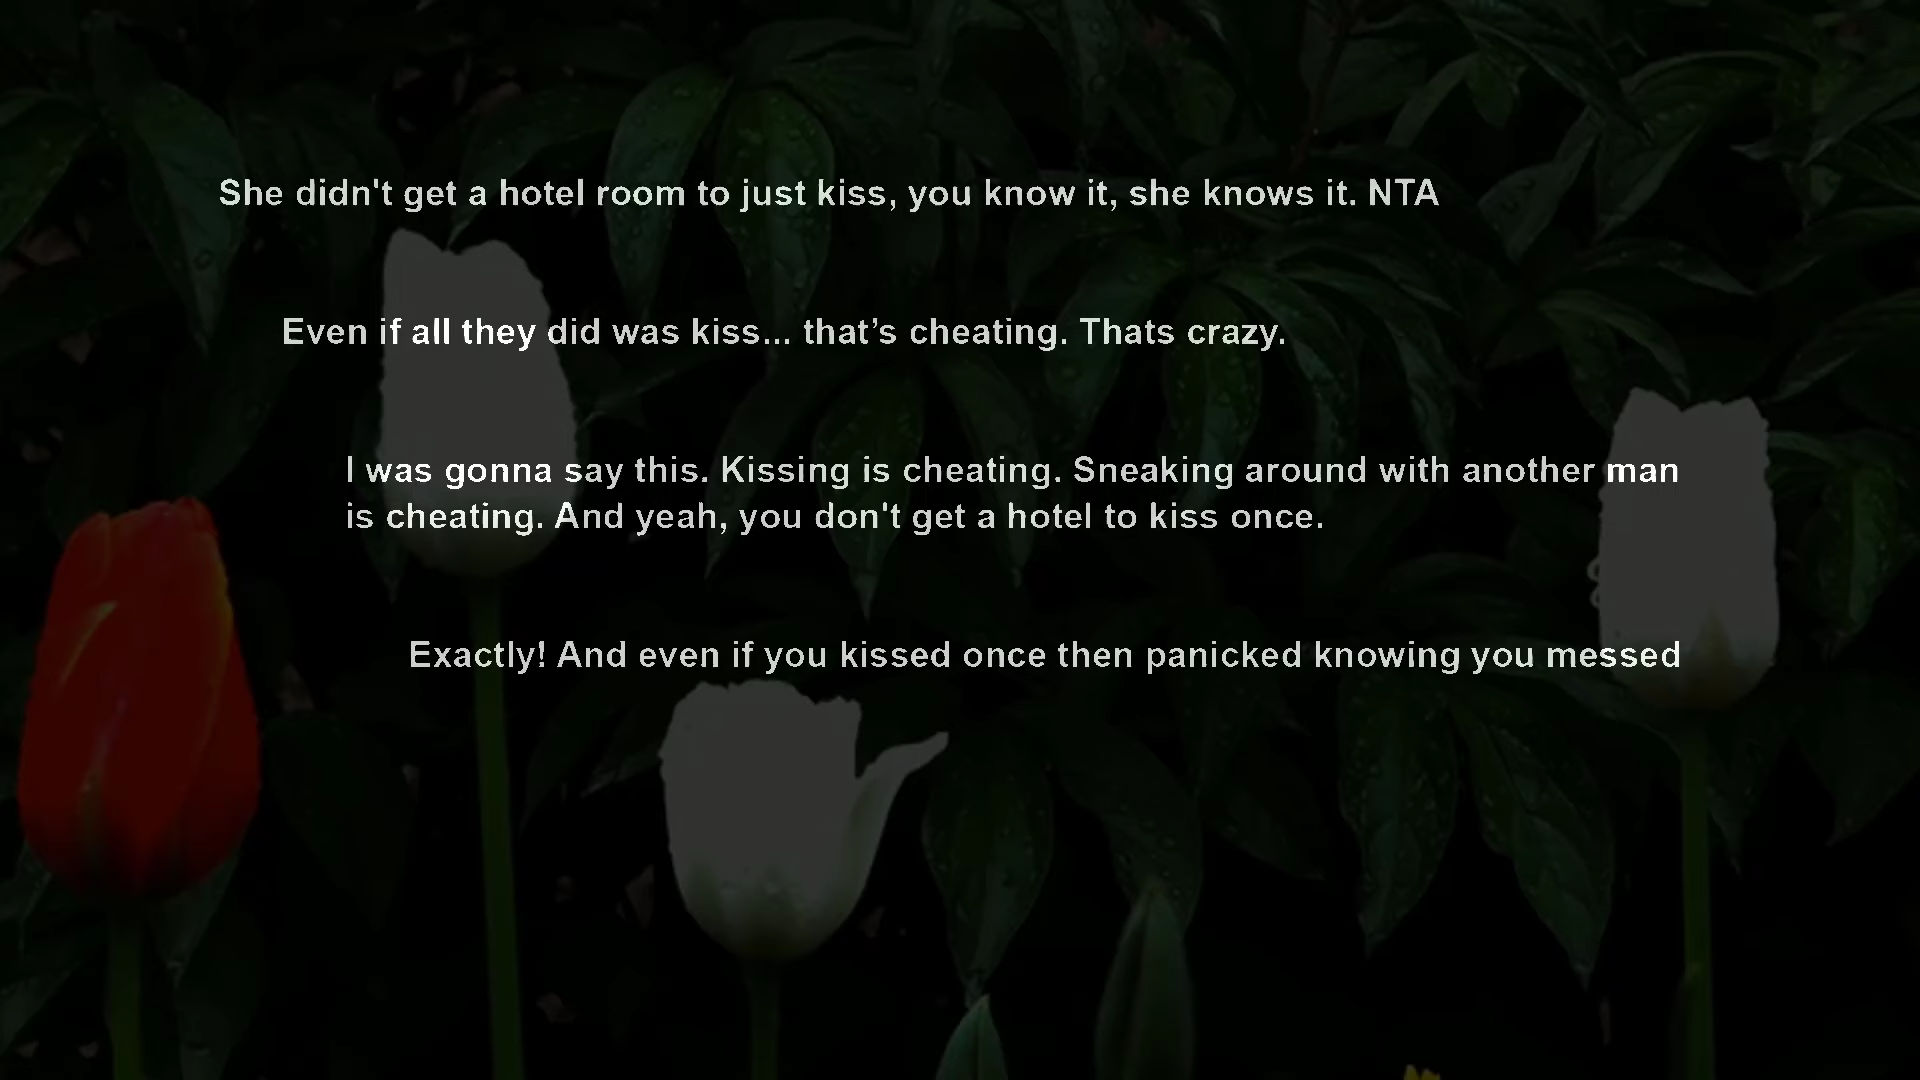 She didn't get a hotel room to just kiss, you know it, she knows it. NTA
Even if all they did was kiss... that’s cheating. Thats crazy.
I was gonna say this. Kissing is cheating. Sneaking around with another man
is cheating. And yeah, you don't get a hotel to kiss once.
Exactly! And even if you kissed once then panicked knowing you messed